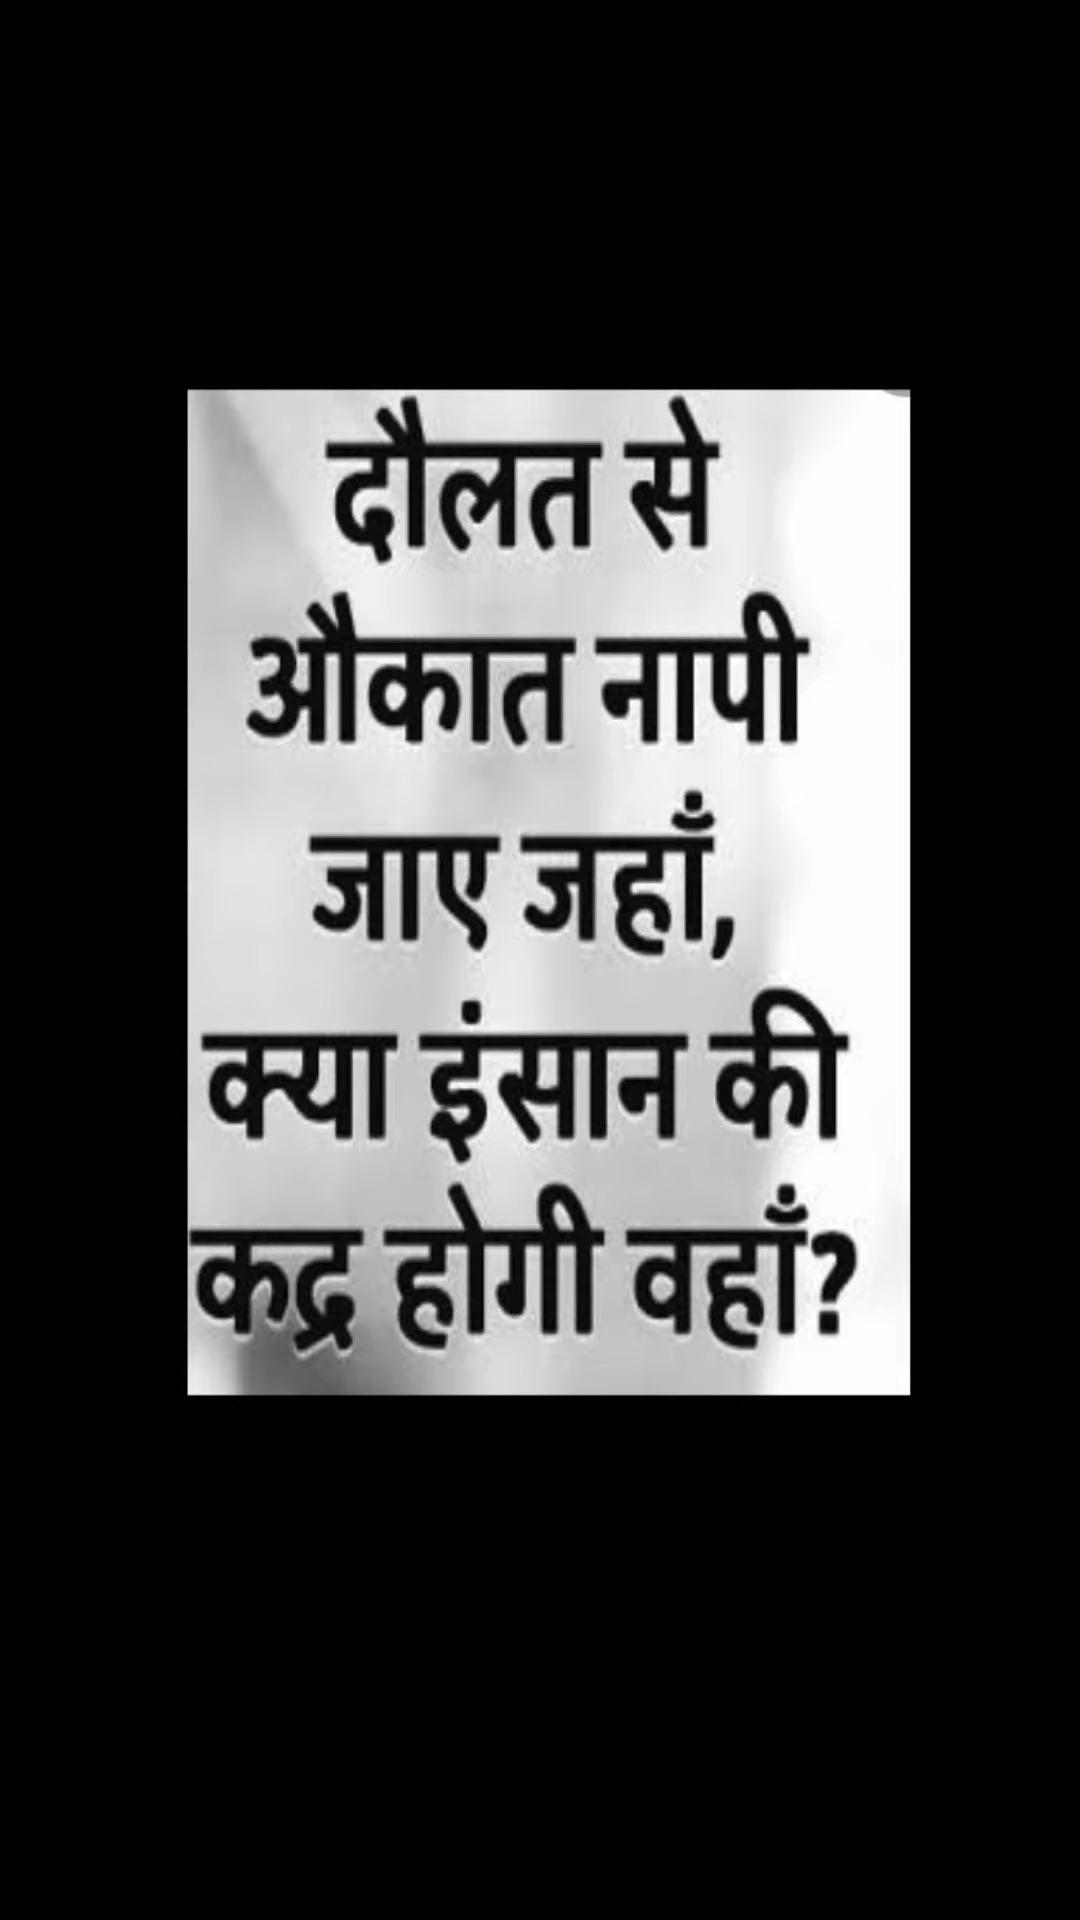 दौलत से
औकात नापी
जाए जहाँ,
क्या इंसान की
कद्र होगी वहाँ?